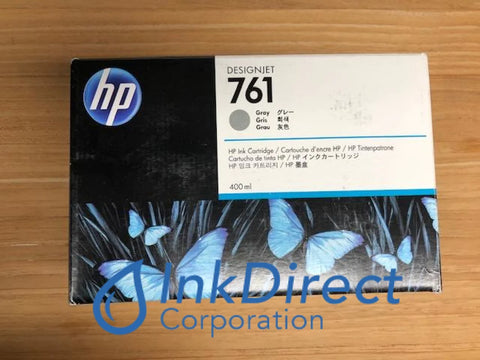 hp
DESIGNJET
761
Gray グレー
Gris 회색
Grau 灰色
HP Ink Cartridge / Cartouche d'encre HP / HP Tintenpatrone
Cartucho de tinta HP / HP インクカートリッジ
HP 잉크 카트리지 / HP 墨盒
400 ml
InkDirect
Corporation